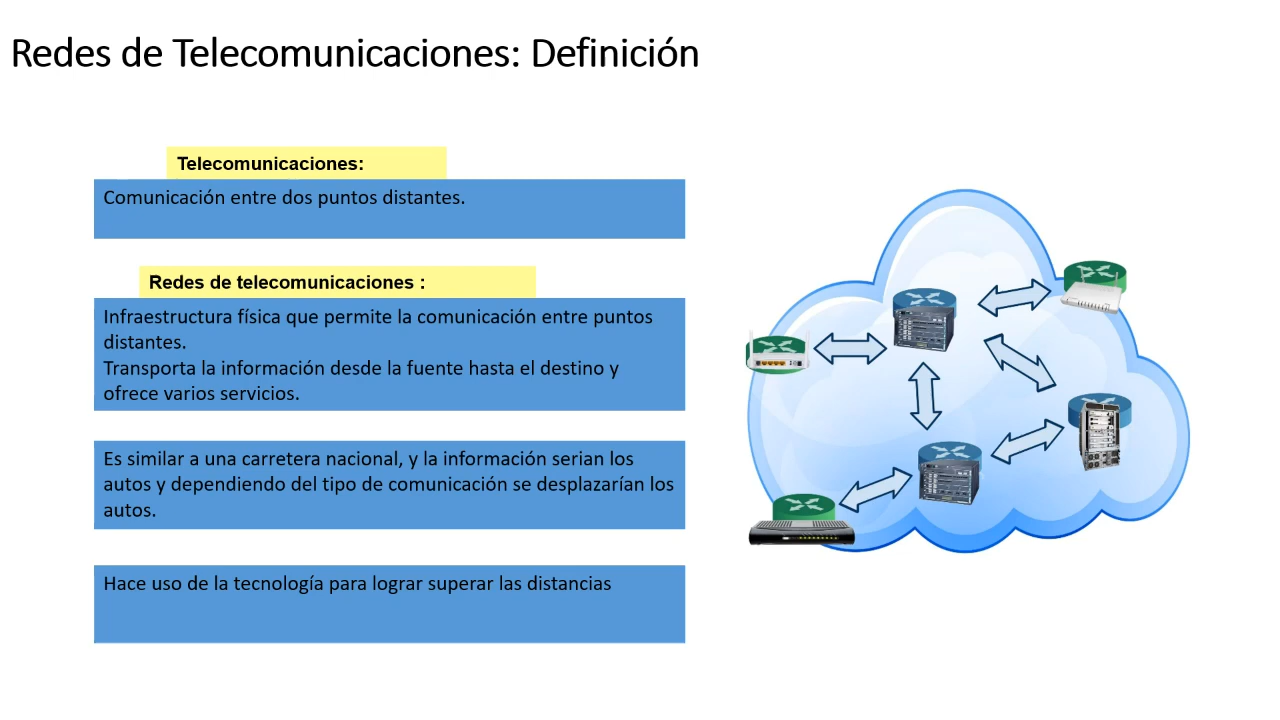 Redes de Telecomunicaciones: Definición
Telecomunicaciones:
Comunicación entre dos puntos distantes.
Redes de telecomunicaciones :
Infraestructura física que permite la comunicación entre puntos
distantes.
Transporta la información desde la fuente hasta el destino y
ofrece varios servicios.
Es similar a una carretera nacional, y la información serian los
autos y dependiendo del tipo de comunicación se desplazarían los
autos.
Hace uso de la tecnología para lograr superar las distancias